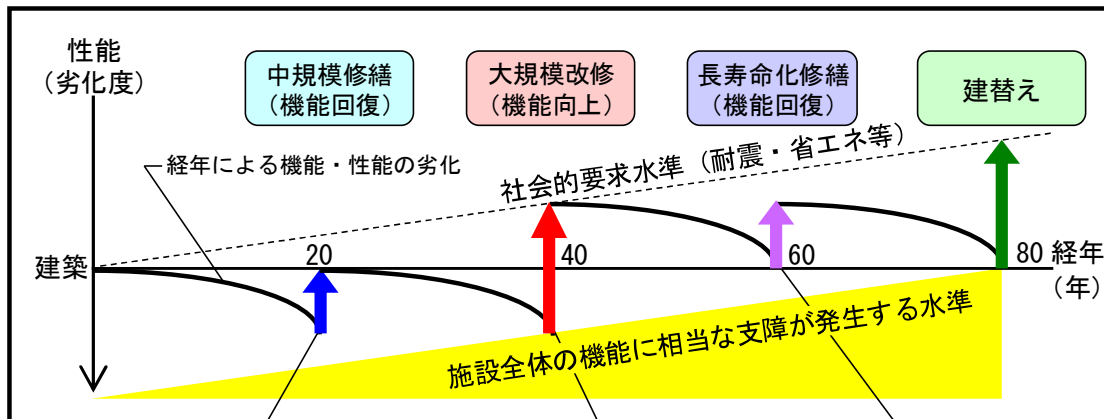 性能
（劣化度）
中規模修繕
（機能回復）
大規模改修
（機能向上）
長寿命化修繕
（機能回復）
建替え
経年による機能・性能の劣化
社会的要求水準（耐震・省エネ等）
建築
20
40
60
80
経年
（年）
施設全体の機能に相当な支障が発生する水準